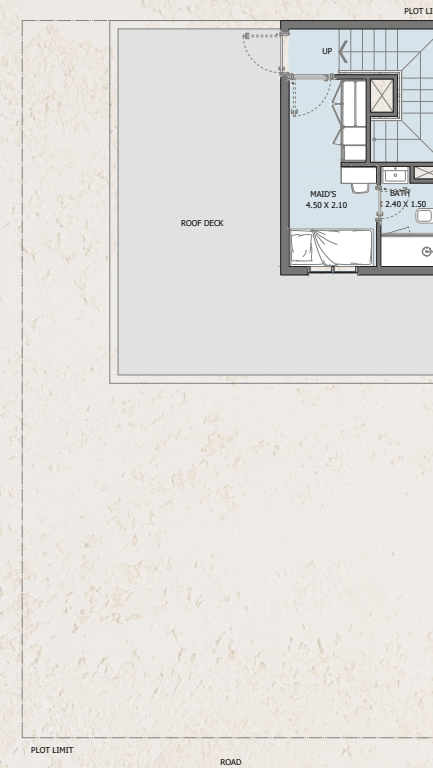 PLOT LI
UP
MAID'S
4.50 X 2.10
BATH
2.40 X 1.50
ROOF DECK
PLOT LIMIT
ROAD